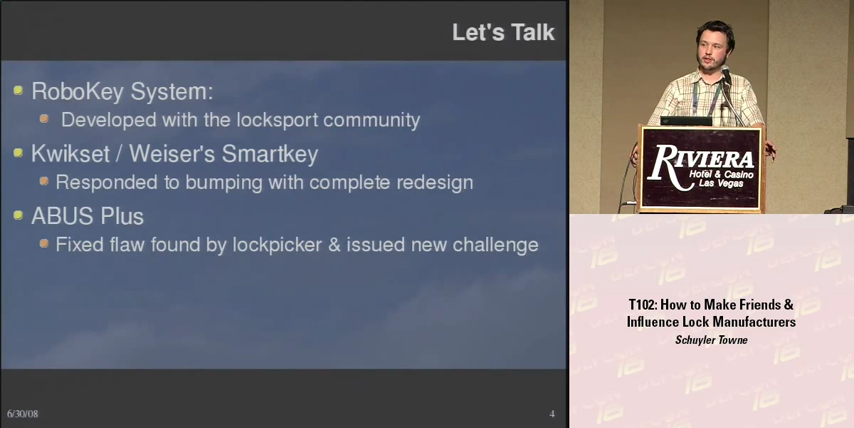 Let's Talk
RoboKey System:
Developed with the locksport community
Kwikset / Weiser's Smartkey
Responded to bumping with complete redesign
ABUS Plus
Fixed flaw found by lockpicker & issued new challenge
6/30/08
4
RIVIERA
Hotel & Casino
Las Vegas
T102: How to Make Friends &
Influence Lock Manufacturers
Schuyler Towne